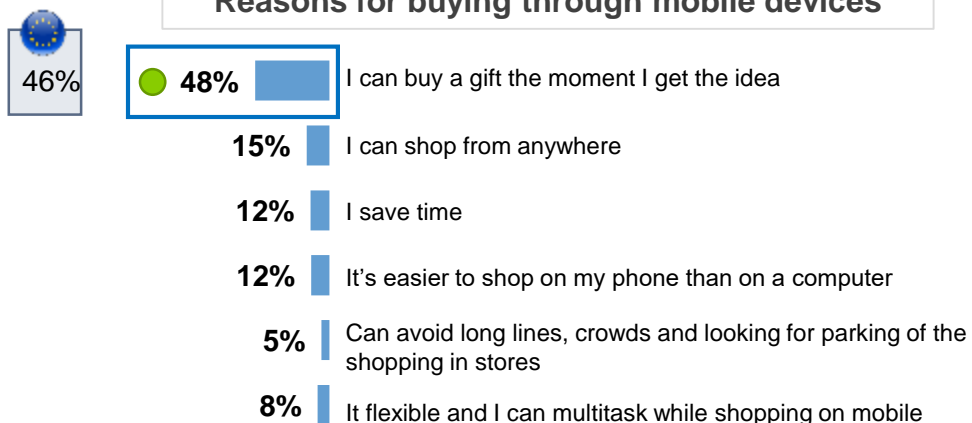 Reasons for buying through mobile devices
46%
48% I can buy a gift the moment I get the idea
15% I can shop from anywhere
12% I save time
12% It’s easier to shop on my phone than on a computer
5% Can avoid long lines, crowds and looking for parking of the
shopping in stores
8% It flexible and I can multitask while shopping on mobile